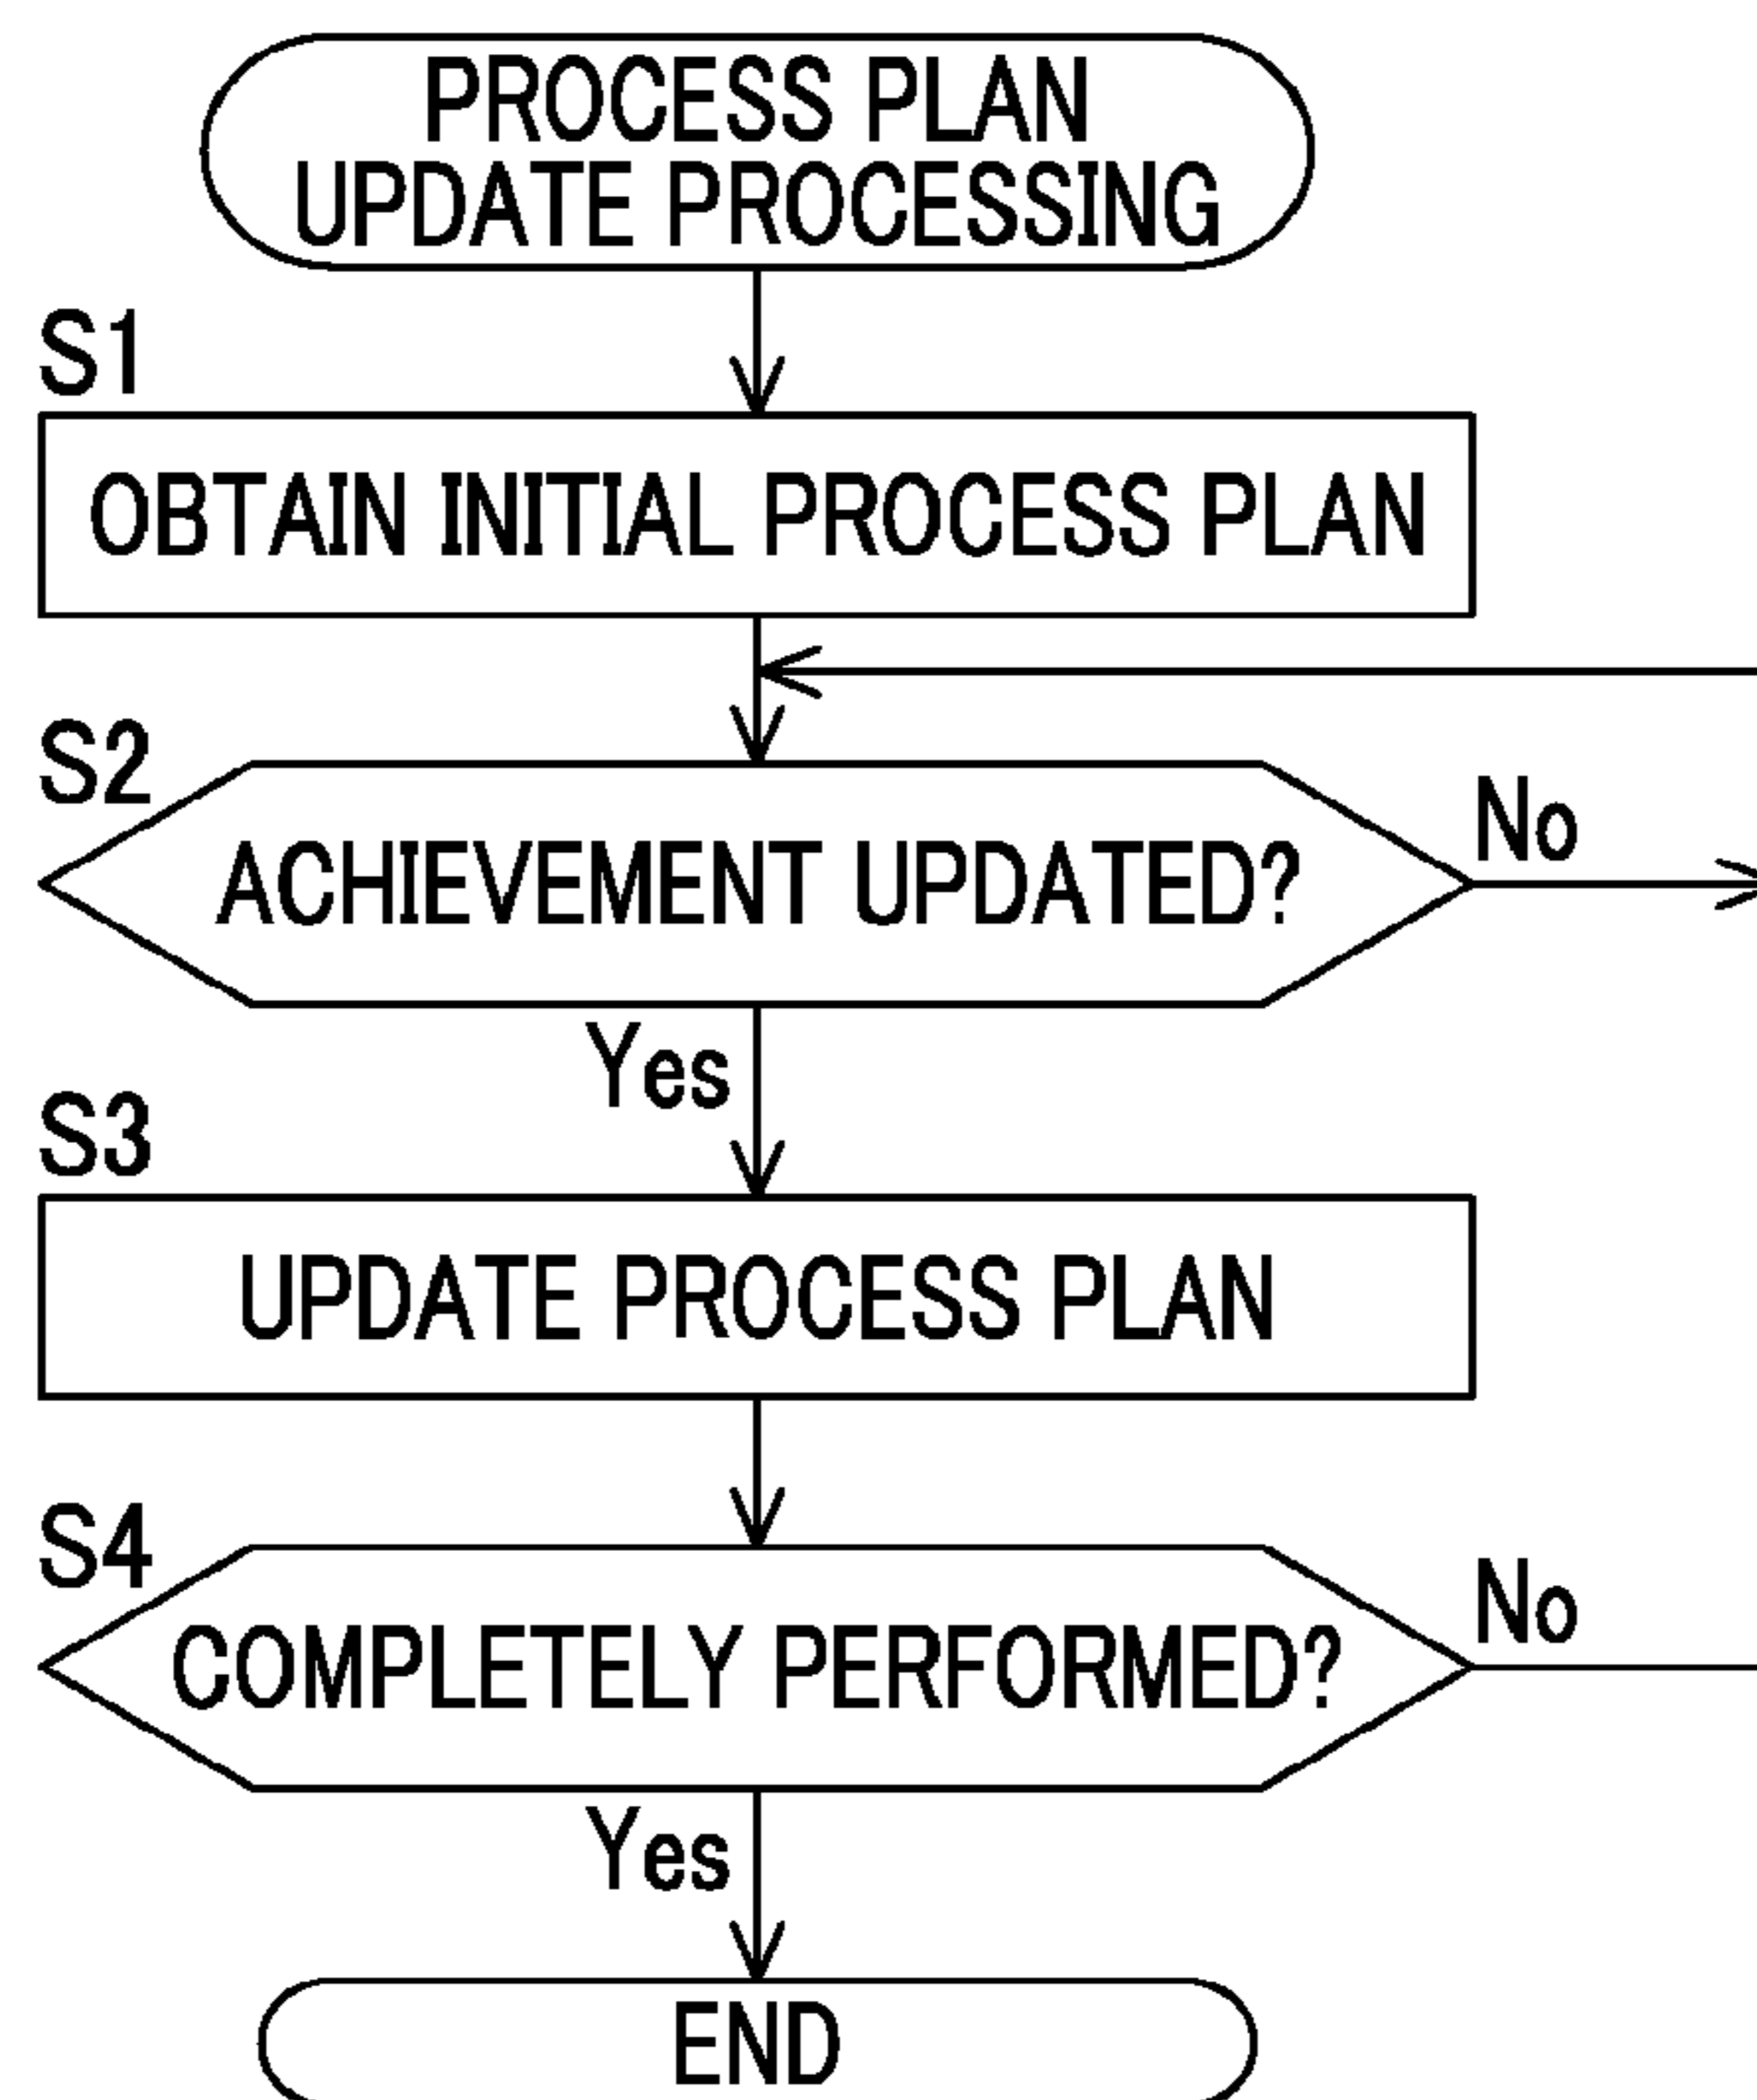 PROCESS PLAN
UPDATE PROCESSING
S1
OBTAIN INITIAL PROCESS PLAN
S2
ACHIEVEMENT UPDATED?
No
Yes
S3
UPDATE PROCESS PLAN
S4
COMPLETELY PERFORMED?
No
Yes
END